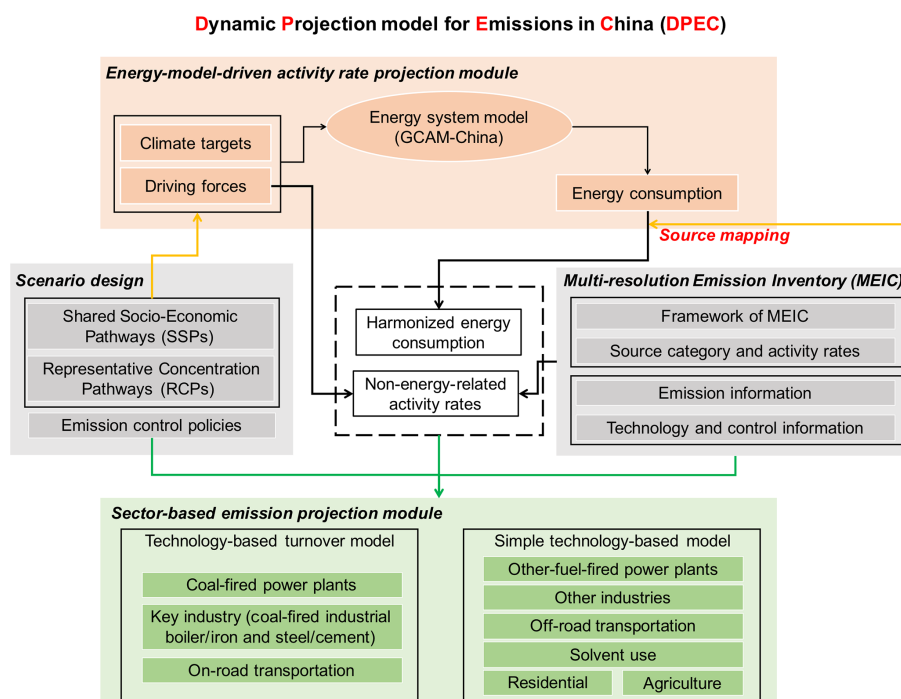 Dynamic Projection model for Emissions in China (DPEC)
Energy-model-driven activity rate projection module
Climate targets
Driving forces
Energy system model
(GCAM-China)
Energy consumption
Source mapping
Scenario design
Shared Socio-Economic
Pathways (SSPs)
Representative Concentration
Pathways (RCPs)
Emission control policies
Harmonized energy
consumption
Non-energy-related
activity rates
Multi-resolution Emission Inventory (MEIC)
Framework of MEIC
Source category and activity rates
Emission information
Technology and control information
Sector-based emission projection module
Technology-based turnover model
Coal-fired power plants
Key industry (coal-fired industrial
boiler/iron and steel/cement)
On-road transportation
Simple technology-based model
Other-fuel-fired power plants
Other industries
Off-road transportation
Solvent use
Residential
Agriculture